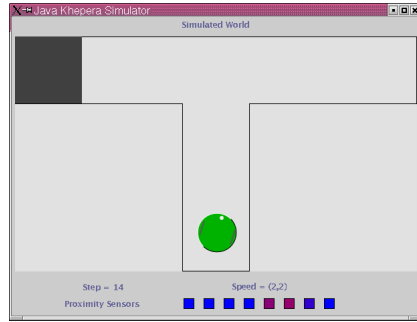 Java Khepera Simulator
Simulated World
Step = 14
Speed = (2,2)
Proximity Sensors